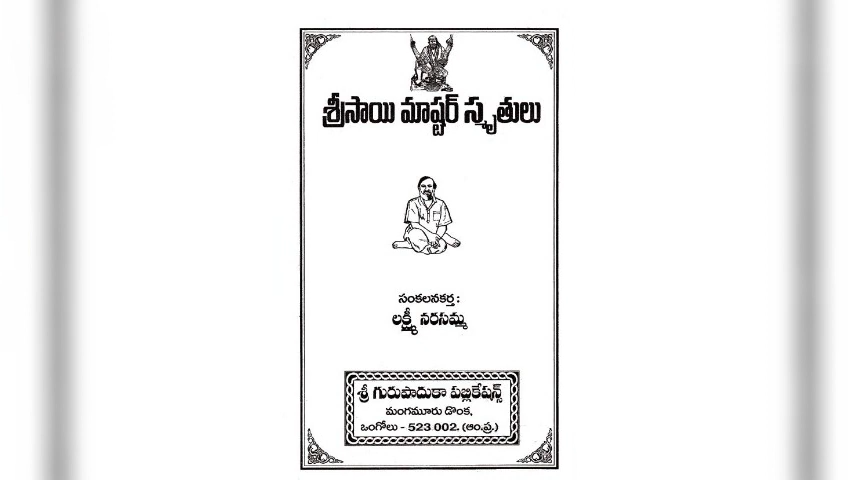 శ్రీసాయి మాష్టర్ స్మృతులు
సంకలనకర్త :
లక్ష్మీ నరసమ్మ
శ్రీ గురుపాదుకా పబ్లికేషన్స్
మంగమూరు డొంక,
ఒంగోలు - 523 002. (ఆం.ప్ర.)